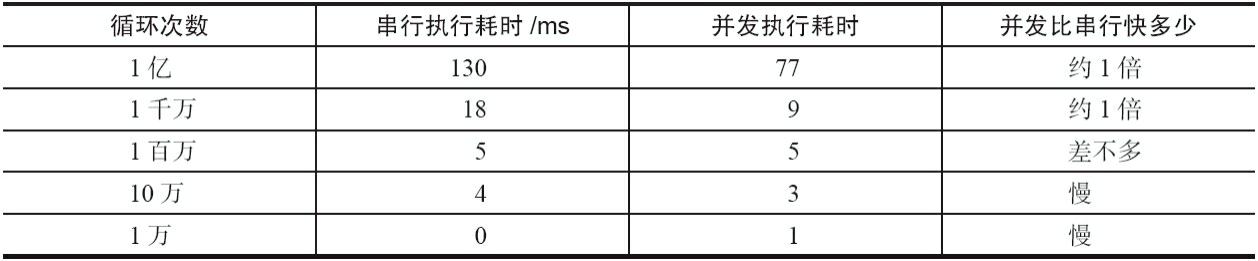 循环次数 串行执行耗时 /ms 并发执行耗时 并发比串行快多少
1 亿 130 77 约 1 倍
1 千万 18 9 约 1 倍
1 百万 5 5 差不多
10 万 4 3 慢
1 万 0 1 慢